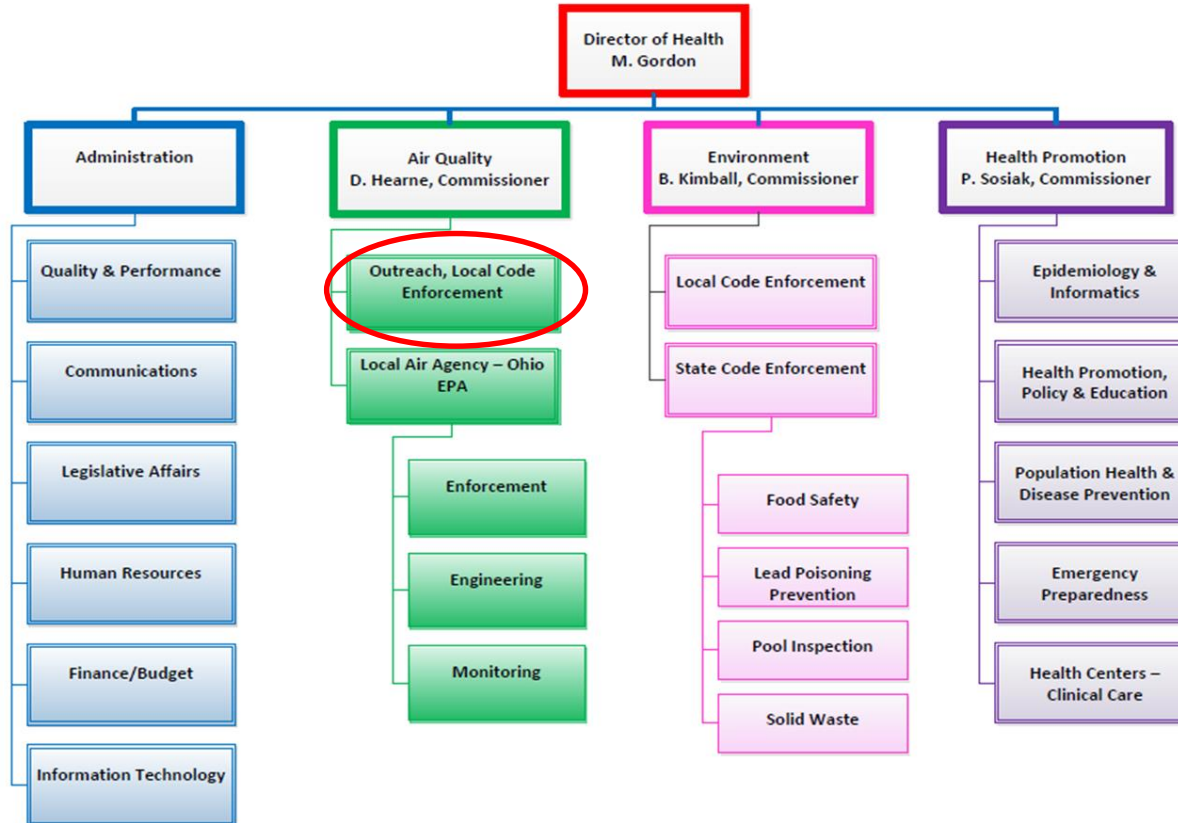 Director of Health
M. Gordon
Administration
Air Quality
D. Hearne, Commissioner
Environment
B. Kimball, Commissioner
Health Promotion
P. Sosiak, Commissioner
Quality & Performance
Communications
Legislative Affairs
Human Resources
Finance/Budget
Information Technology
Outreach, Local Code
Enforcement
Local Air Agency – Ohio
EPA
Enforcement
Engineering
Monitoring
Local Code Enforcement
State Code Enforcement
Food Safety
Lead Poisoning
Prevention
Pool Inspection
Solid Waste
Epidemiology &
Informatics
Health Promotion,
Policy & Education
Population Health &
Disease Prevention
Emergency
Preparedness
Health Centers –
Clinical Care